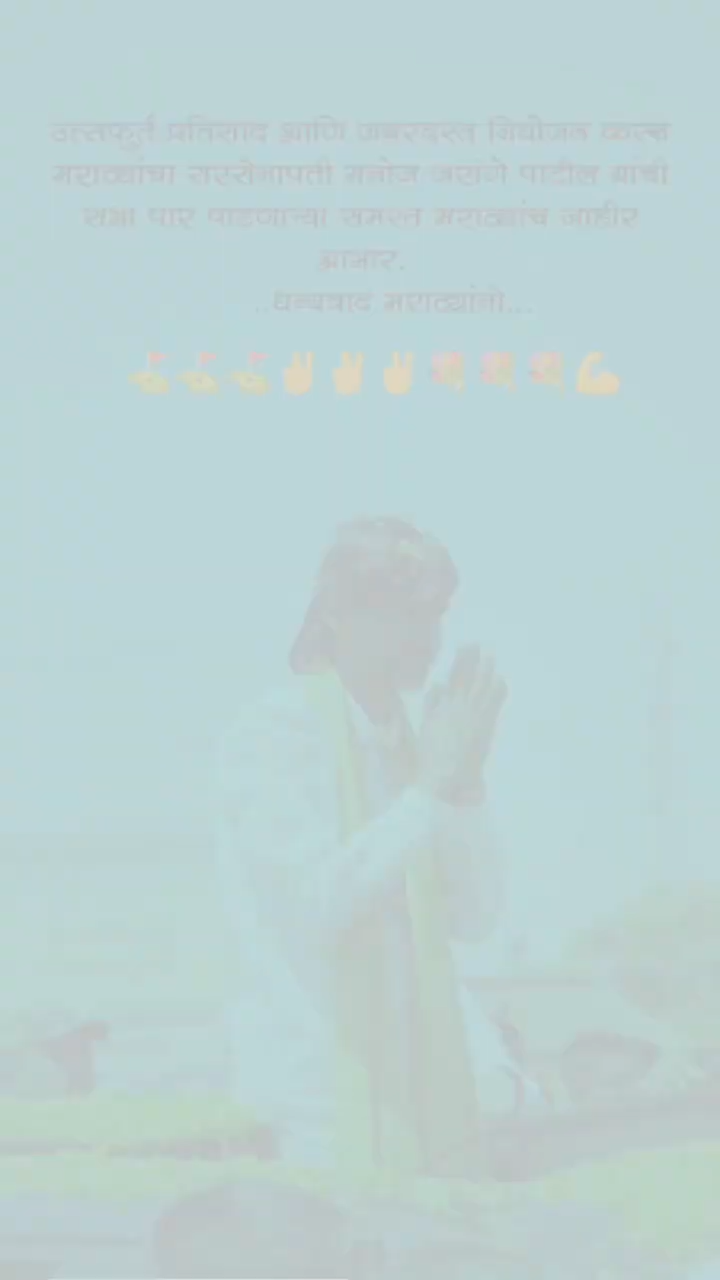 उत्सफुर्त प्रतिसाद आणि जबरदस्त नियोजन करून
मराठ्यांचा सरसेनापती मनोज जरांगे पाटील यांची
सभा पार पाडणाऱ्या समस्त मराठ्यांच जाहीर
आभार.
..धन्यवाद मराठ्यांनो...
⛳⛳⛳✌✌✌💐💐💐💪